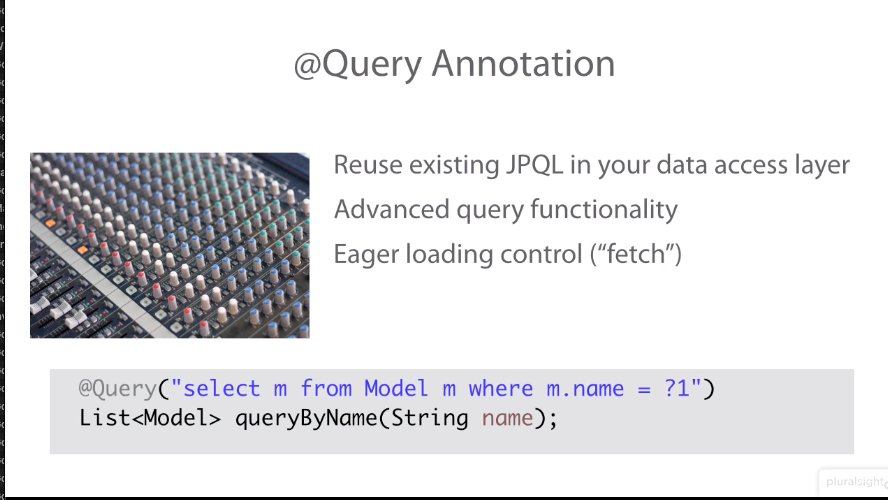 @Query Annotation
Reuse existing JPQL in your data access layer
Advanced query functionality
Eager loading control (“fetch”)
@Query("select m from Model m where m.name = ?1")
List<Model> queryByName(String name);
pluralsight